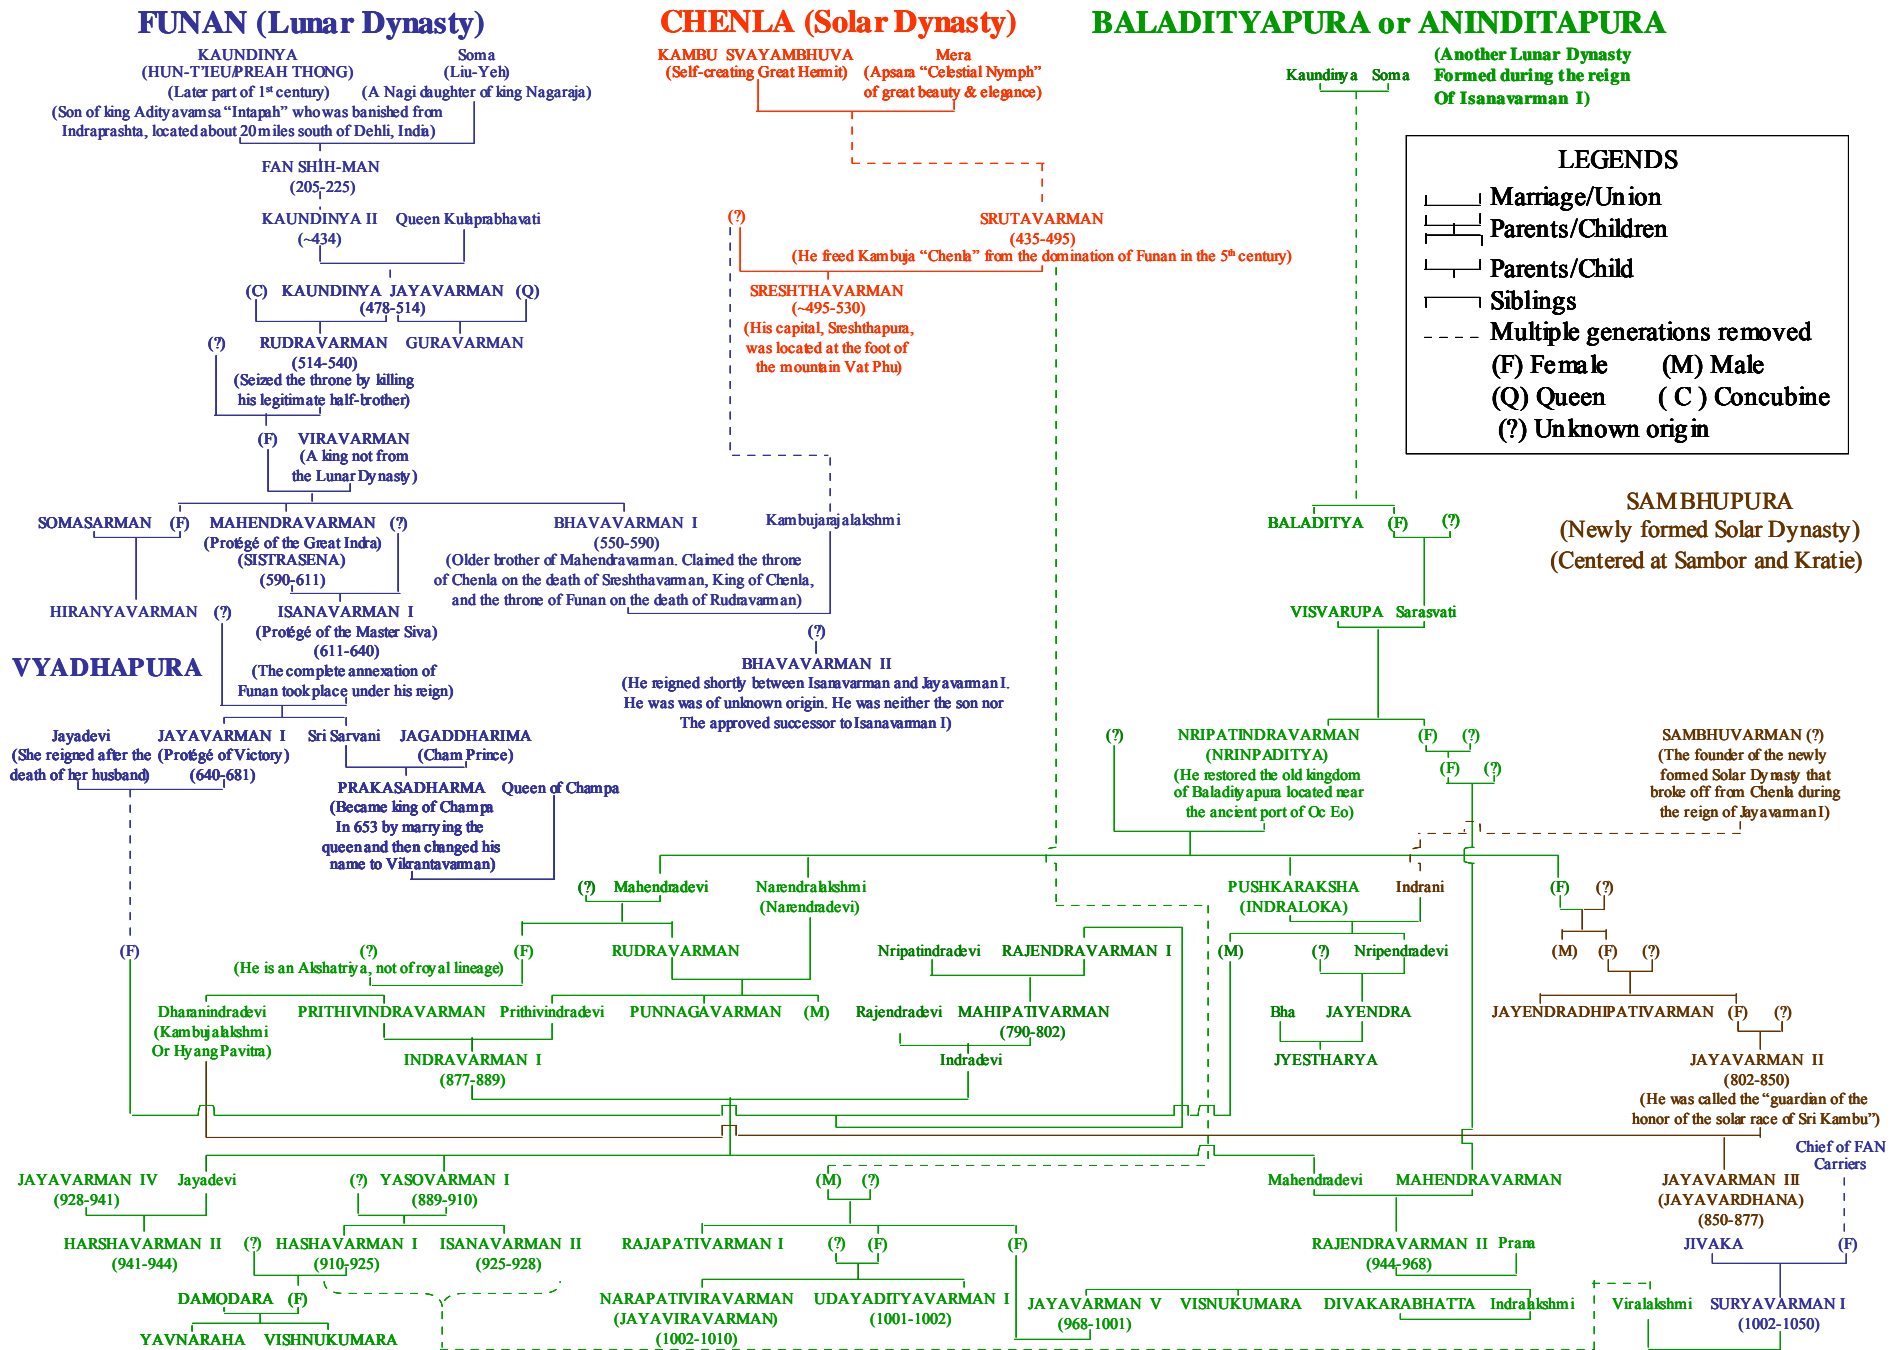 FUNAN (Lunar Dynasty)
KAUNDINYA
(HUN-T'IEU/PREAH THONG)
(Later part of 1st century)
(Son of king Adityavamsa “Intapah” who was banished from
Indraprashta, located about 20 miles south of Dehli, India)
Soma
(Liu-Yeh)
(A Nagi daughter of king Nagaraja)
FAN SHIH-MAN
(205-225)
KAUNDINYA II
(~434)
Queen Kulaprabhavati
(C) KAUNDINYA JAYAVARMAN (Q)
(478-514)
(?) RUDRAVARMAN GURAVARMAN
(514-540)
(Seized the throne by killing
his legitimate half-brother)
(F) VIRAVARMAN
(A king not from
the Lunar Dynasty)
SOMASARMAN (F) MAHENDRAVARMAN (?)
(Protégé of the Great Indra)
(SISTRASENA)
(590-611)
BHAVAVARMAN I
(550-590)
(Older brother of Mahendravarman. Claimed the throne
of Chenla on the death of Sreshthavarman, King of Chenla,
and the throne of Funan on the death of Rudravarman)
Kambujarajalakshmi
HIRANYAVARMAN (?) ISANAVARMAN I
(Protégé of the Master Siva)
(611-640)
(The complete annexation of
Funan took place under his reign)
(?)
BHAVAVARMAN II
(He reigned shortly between Isanavarman and Jayavarman I.
He was was of unknown origin. He was neither the son nor
The approved successor to Isanavarman I)
VYADHAPURA
Jayadevi
(She reigned after the
death of her husband)
JAYAVARMAN I
(Protégé of Victory)
(640-681)
Sri Sarvani
JAGADDHARIMA
(Cham Prince)
PRAKASADHARMA Queen of Champa
(Became king of Champa
In 653 by marrying the
queen and then changed his
name to Vikrantavarman)
CHENLA (Solar Dynasty)
KAMBU SVAYAMBHUVA
(Self-creating Great Hermit)
Mera
(Apsara “Celestial Nymph”
of great beauty & elegance)
(?) SRUTAVARMAN
(435-495)
(He freed Kambuja “Chenla” from the domination of Funan in the 5th century)
SRESHTHAVARMAN
(~495-530)
(His capital, Sreshthapura,
was located at the foot of
the mountain Vat Phu)
BALADITYAPURA or ANINDITAPURA
(Another Lunar Dynasty
Formed during the reign
Of Isanavarman I)
Kaundinya Soma
LEGENDS
Marriage/Union
Parents/Children
Parents/Child
Siblings
Multiple generations removed
(F) Female (M) Male
(Q) Queen ( C ) Concubine
(?) Unknown origin
BALADITYA (F) (?)
VISVARUPA Sarasvati
(?) NRIPATINDRAVARMAN (F) (?)
(NRINPADITYA)
(He restored the old kingdom
of Baladityapura located near
the ancient port of Oc Eo)
(F) (?)
SAMBHUPURA
(Newly formed Solar Dynasty)
(Centered at Sambor and Kratie)
SAMBHUVARMAN (?)
(The founder of the newly
formed Solar Dynasty that
broke off from Chenla during
the reign of Jayavarman I)
(?) Mahendradevi Narendralakshmi
(Narendradevi)
PUSHKARAKSHA Indrani (F) (?)
(INDRALOKA)
(F) (?) (F) RUDRAVARMAN
(He is an Akshatriya, not of royal lineage)
Nripatindradevi RAJENDRAVARMAN I (M) (?) Nripendradevi (M) (F) (?)
Dharanindradevi
(Kambujalakshmi
Or Hyang Pavitra)
PRITHIVINDRAVARMAN Prithivindradevi PUNNAGAVARMAN (M)
Rajendradevi MAHIPATIVARMAN
(790-802)
Bha JAYENDRA
JAYENDRADHIPATIVARMAN (F) (?)
INDRAVARMAN I
(877-889)
Indradevi
JYESTHARYA
JAYAVARMAN II
(802-850)
(He was called the “guardian of the
honor of the solar race of Sri Kambu”)
Chief of FAN
Carriers
JAYAVARMAN IV
(928-941)
Jayadevi
(?) YASOVARMAN I
(889-910)
(M) (?)
Mahendradevi MAHENDRAVARMAN
JAYAVARMAN III
(JAYAVARDHANA)
(850-877)
HARSHAVARMAN II
(941-944)
(?) HASHAVARMAN I
(910-925)
ISANAVARMAN II
(925-928)
RAJAPATIVARMAN I (?) (F) (F)
RAJENDRAVARMAN II Prana
(944-968)
JIVAKA (F)
DAMODARA (F)
YAVNARAHA VISHNUKUMARA
NARAPATIVIRAVARMAN
(JAYAVIRAVARMAN)
(1002-1010)
UDAYADITYAVARMAN I
(1001-1002)
JAYAVARMAN V
(968-1001)
VISNUKUMARA DIVAKARABHATTA Indralakshmi
Viralakshmi SURYAVARMAN I
(1002-1050)